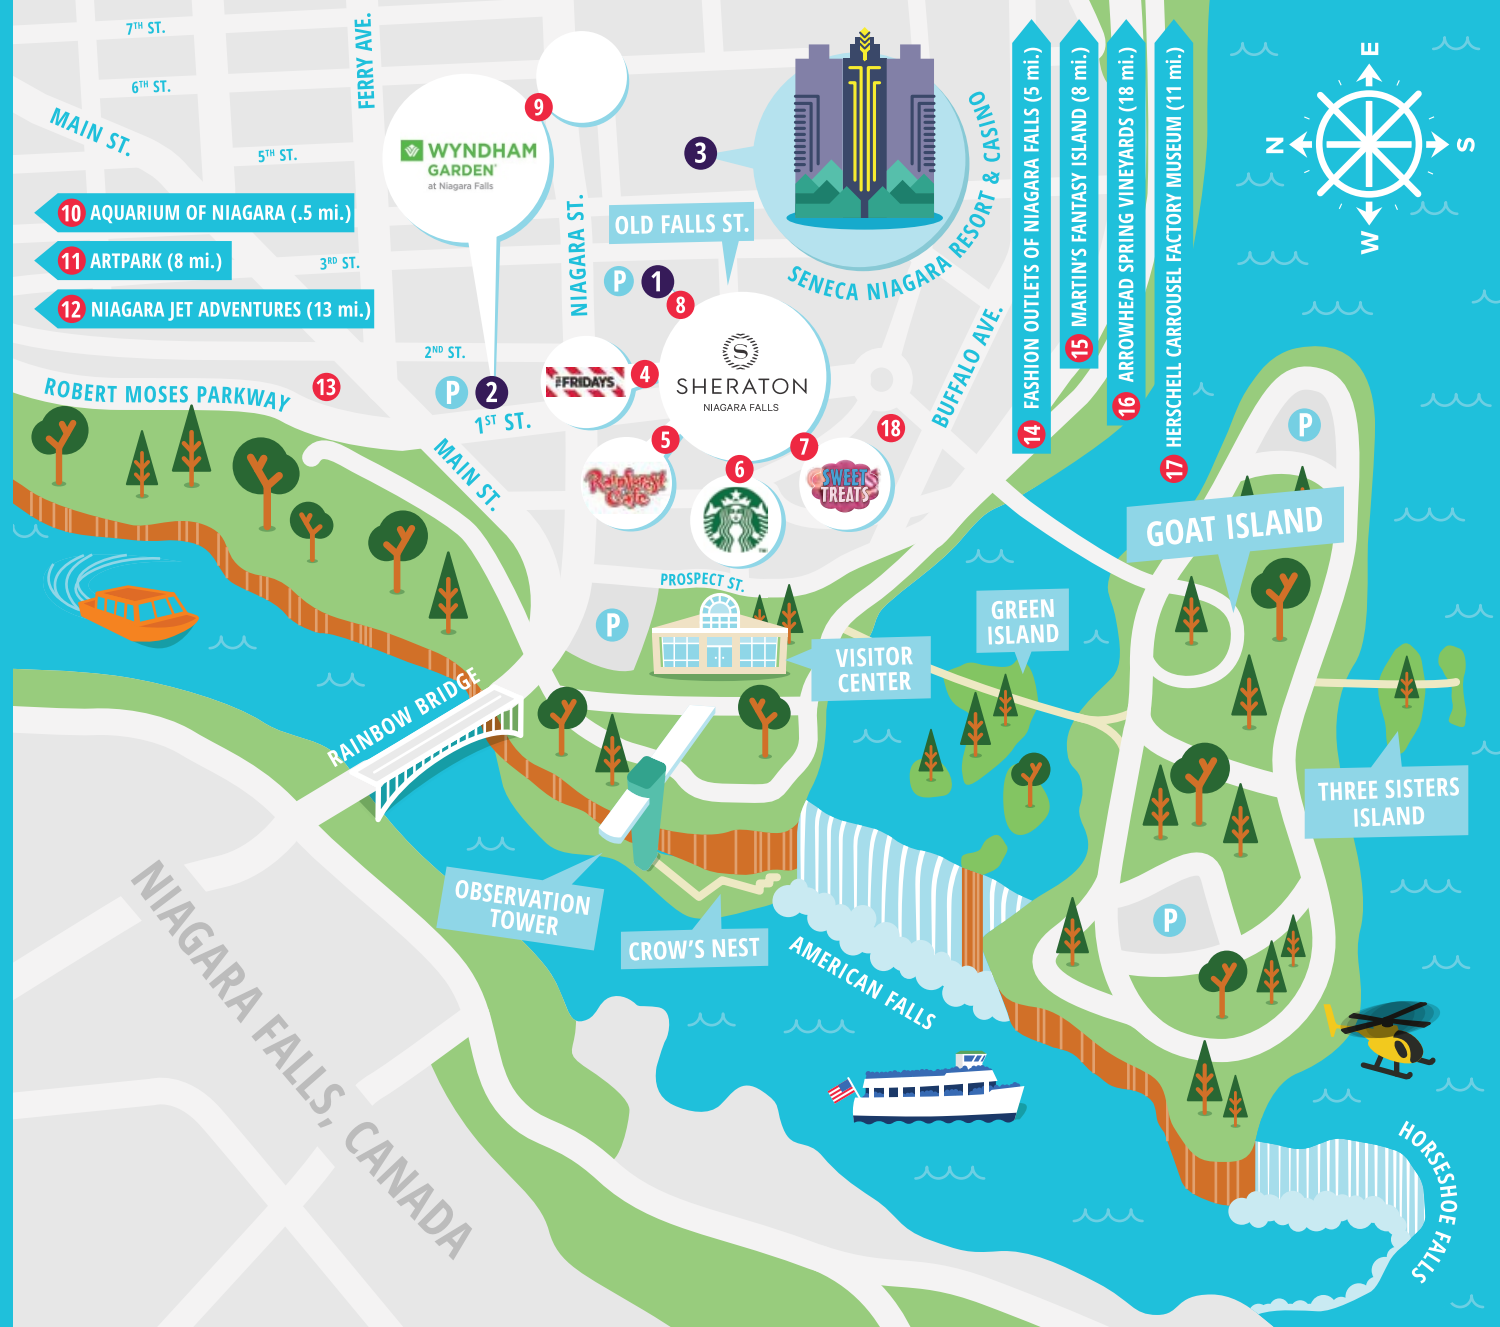 7TH ST.
6TH ST.
FERRY AVE.
MAIN ST.
5TH ST.
9
WYNDHAM
GARDEN
at Niagara Falls
3
SENECA NIAGARA RESORT & CASINO
14 FASHION OUTLETS OF NIAGARA FALLS (5 mi.)
15 MARTIN'S FANTASY ISLAND (8 mi.)
16 ARROWHEAD SPRING VINEYARDS (18 mi.)
17 HERSCHELL CARROUSEL FACTORY MUSEUM (11 mi.)
E
N
S
W
10 AQUARIUM OF NIAGARA (.5 mi.)
11 ARTPARK (8 mi.)
12 NIAGARA JET ADVENTURES (13 mi.)
3RD ST.
NIAGARA ST.
OLD FALLS ST.
P 1
8
2ND ST.
P 2
1ST ST.
ROBERT MOSES PARKWAY
13
MAIN ST.
FRIDAYS
4
S
SHERATON
NIAGARA FALLS
BUFFALO AVE.
5
Rainforest
Cafe
6
7
18
SWEET
TREATS
P
GOAT ISLAND
PROSPECT ST.
P
VISITOR
CENTER
GREEN
ISLAND
THREE SISTERS
ISLAND
RAINBOW BRIDGE
OBSERVATION
TOWER
CROW'S NEST
AMERICAN FALLS
P
NIAGARA FALLS, CANADA
HORSESHOE FALLS